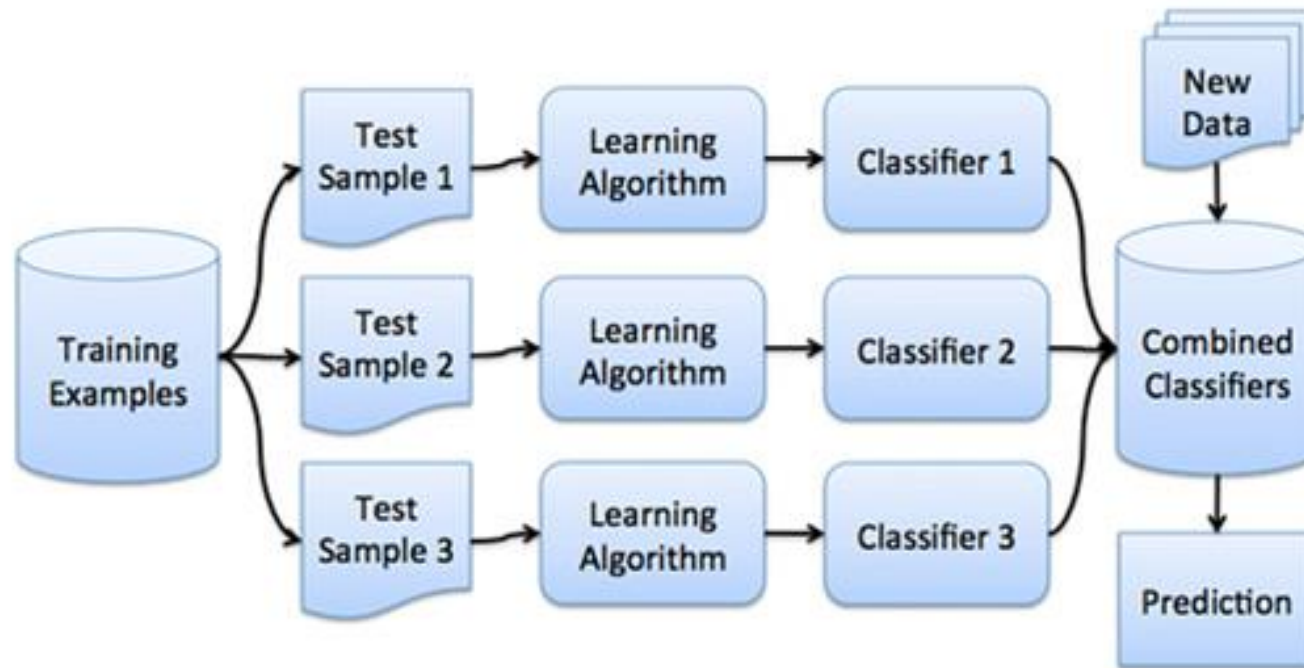 Training
Examples
Test
Sample 1
Learning
Algorithm
Classifier 1
Test
Sample 2
Learning
Algorithm
Classifier 2
Test
Sample 3
Learning
Algorithm
Classifier 3
New
Data
Combined
Classifiers
Prediction